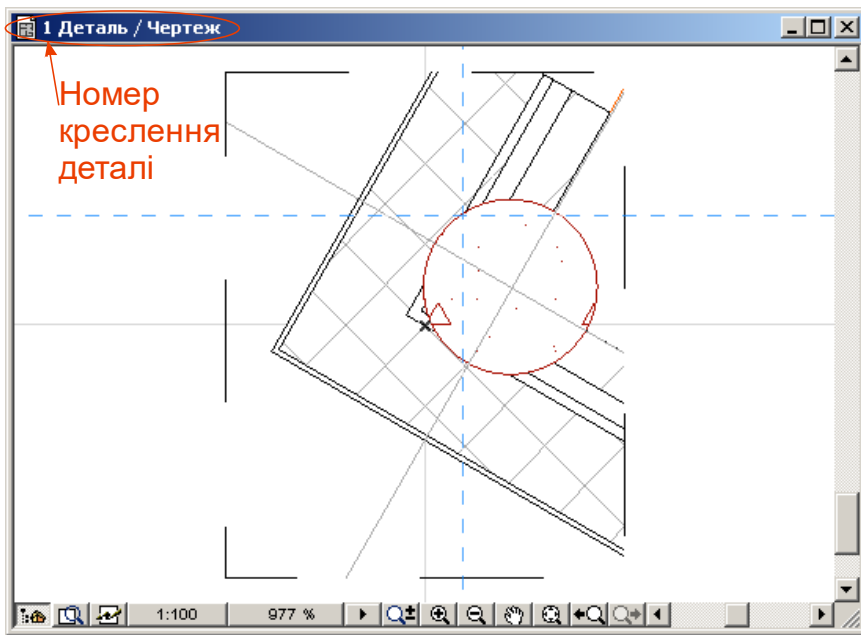 1 Деталь / Чертеж
Номер
креслення
деталі
1:100
977 %